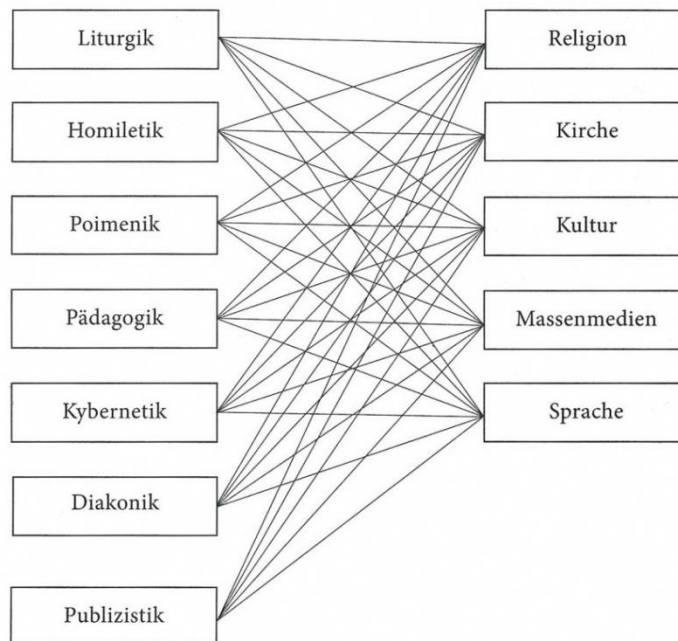 Liturgik
Religion
Homiletik
Kirche
Poimenik
Kultur
Pädagogik
Massenmedien
Kybernetik
Sprache
Diakonik
Publizistik